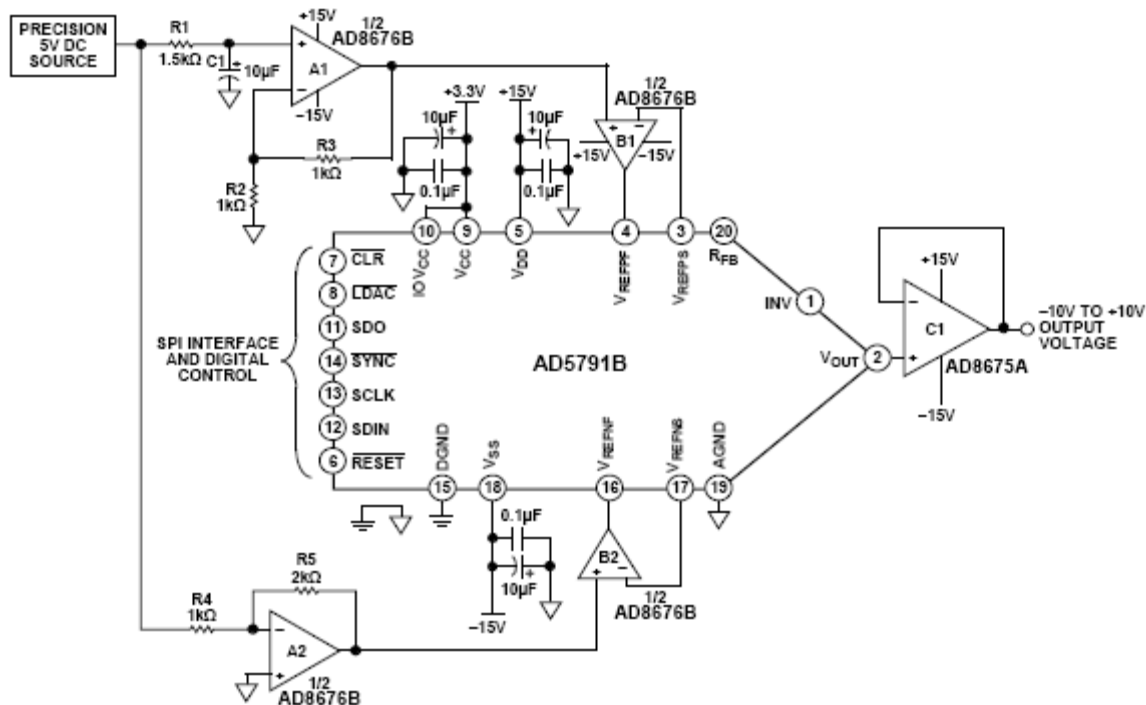 PRECISION
5V DC
SOURCE
R1
1.5kΩ
C1
+
10µF
+15V
1/2
AD8676B
+
A1
−
−15V
R3
1kΩ
R2
1kΩ
+3.3V
10µF
+
0.1µF
+15V
10µF
+
0.1µF
1/2
AD8676B
+
−
+15V
B1
−15V
10
9
5
4
3
20
IOVCC
VCC
VDD
VREFPF
VREFPS
RFB
7
CLR
8
LDAC
11
SDO
14
SYNC
13
SCLK
12
SDIN
6
RESET
SPI INTERFACE
AND DIGITAL
CONTROL
AD5791B
INV
1
VOUT
2
+15V
−
C1
+
−15V
AD8675A
−10V TO +10V
OUTPUT
VOLTAGE
DGND
VSS
VREFNF
VREFNS
AGND
15
18
16
17
19
0.1µF
+
10µF
−15V
B2
+
−
1/2
AD8676B
R5
2kΩ
R4
1kΩ
−
A2
+
1/2
AD8676B